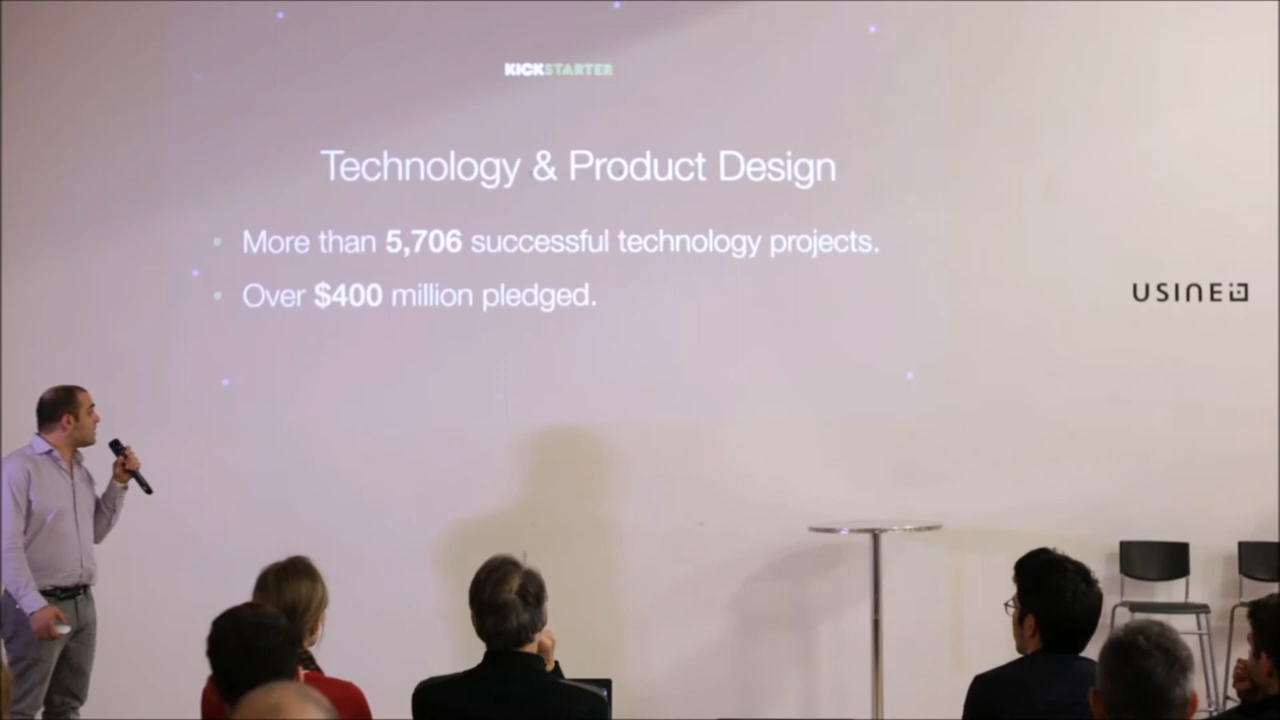 KICKSTARTER
Technology & Product Design
• More than 5,706 successful technology projects.
• Over $400 million pledged.
USINE